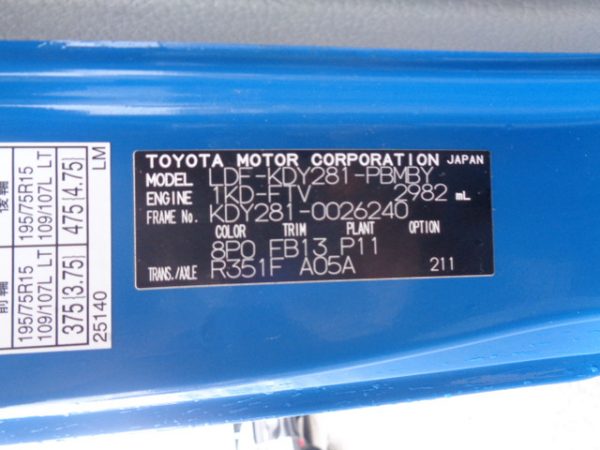 TOYOTA MOTOR CORPORATION JAPAN
MODEL LDF-KDY281-PBMBY
ENGINE 1KD-FTV 2982 mL
FRAME No. KDY281-0026240
COLOR TRIM PLANT OPTION
8P0 FB13 P11
TRANS./AXLE R351F A05A 211
前輪
195/75R15
109/107L LT
375(3.75)
25140
後輪
195/75R15
109/107L LT
475(4.75)
LM